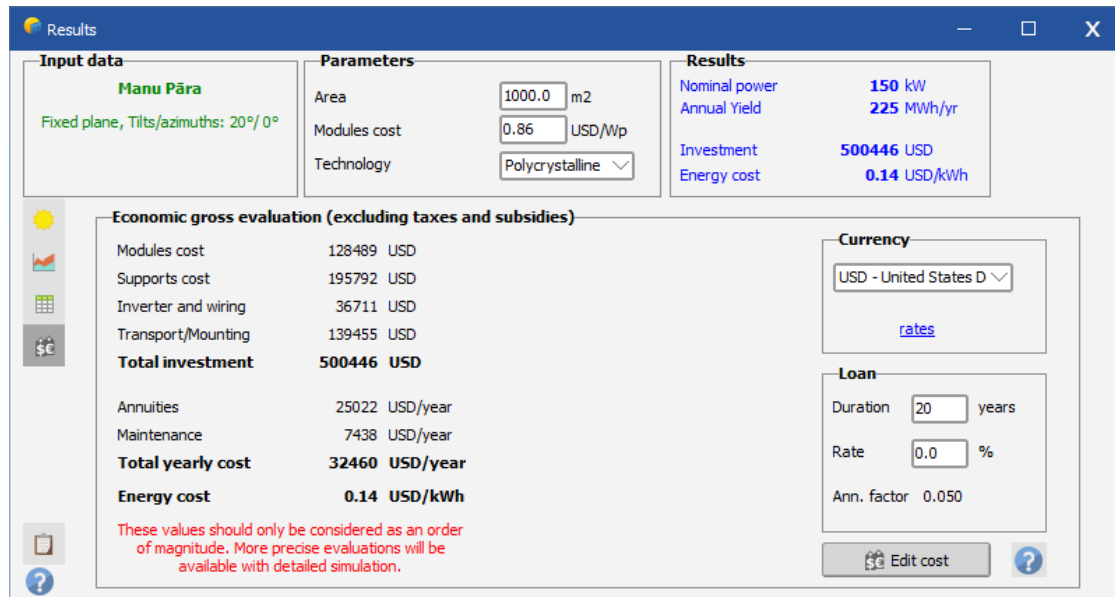 Results
Input data
Manu Pāra
Fixed plane, Tilts/azimuths: 20°/ 0°
Parameters
Area 1000.0 m2
Modules cost 0.86 USD/Wp
Technology Polycrystalline
Results
Nominal power 150 kW
Annual Yield 225 MWh/yr
Investment 500446 USD
Energy cost 0.14 USD/kWh
Economic gross evaluation (excluding taxes and subsidies)
Modules cost 128489 USD
Supports cost 195792 USD
Inverter and wiring 36711 USD
Transport/Mounting 139455 USD
Total investment 500446 USD
Annuities 25022 USD/year
Maintenance 7438 USD/year
Total yearly cost 32460 USD/year
Energy cost 0.14 USD/kWh
These values should only be considered as an order
of magnitude. More precise evaluations will be
available with detailed simulation.
Currency
USD - United States D
rates
Loan
Duration 20 years
Rate 0.0 %
Ann. factor 0.050
$€ Edit cost
?
$€
?